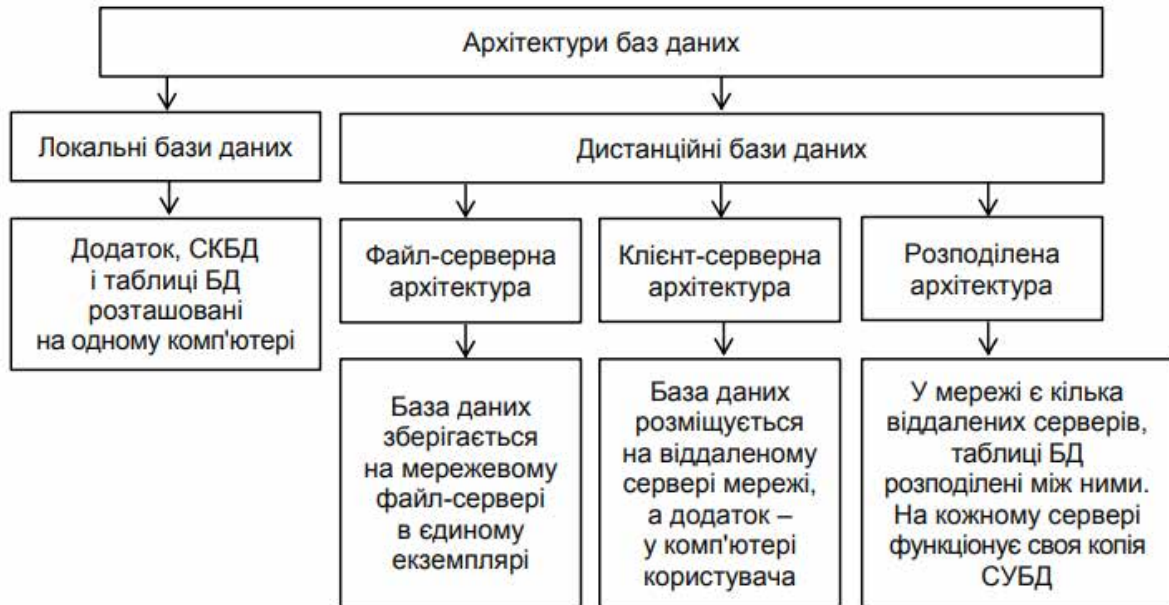 Архітектури баз даних
Локальні бази даних
Дистанційні бази даних
Додаток, СКБД
і таблиці БД
розташовані
на одному комп'ютері
Файл-серверна
архітектура
Клієнт-серверна
архітектура
Розподілена
архітектура
База даних
зберігається
на мережевому
файл-сервері
в єдиному
екземплярі
База даних
розміщується
на віддаленому
сервері мережі,
а додаток –
у комп'ютері
користувача
У мережі є кілька
віддалених серверів,
таблиці БД
розподілені між ними.
На кожному сервері
функціонує своя копія
СУБД